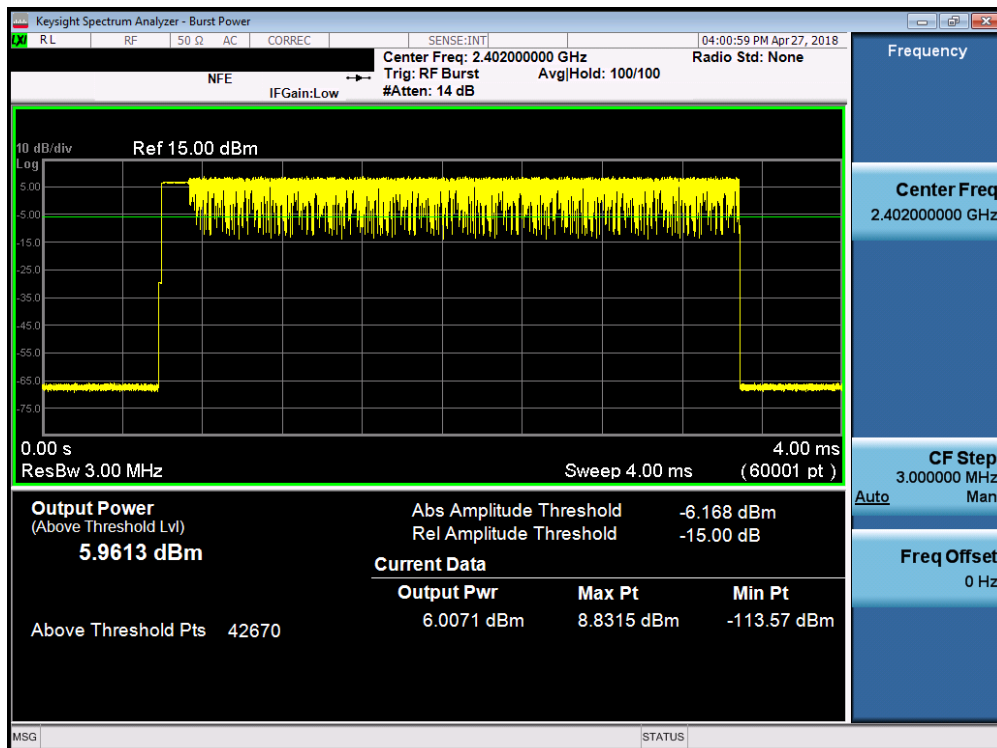 Keysight Spectrum Analyzer - Burst Power
LXI RL RF 50 Ω AC CORREC SENSE:INT 04:00:59 PM Apr 27, 2018
Center Freq: 2.402000000 GHz Radio Std: None
NFE Trig: RF Burst Avg|Hold: 100/100
IFGain:Low #Atten: 14 dB
10 dB/div Ref 15.00 dBm
Log
5.00
-5.00
-15.0
-25.0
-35.0
-45.0
-55.0
-65.0
-75.0
0.00 s 4.00 ms
ResBw 3.00 MHz Sweep 4.00 ms (60001 pt )
Output Power
(Above Threshold Lvl)
5.9613 dBm
Above Threshold Pts 42670
Abs Amplitude Threshold -6.168 dBm
Rel Amplitude Threshold -15.00 dB
Current Data
Output Pwr Max Pt Min Pt
6.0071 dBm 8.8315 dBm -113.57 dBm
Frequency
Center Freq
2.402000000 GHz
CF Step
3.000000 MHz
Auto Man
Freq Offset
0 Hz
MSG STATUS